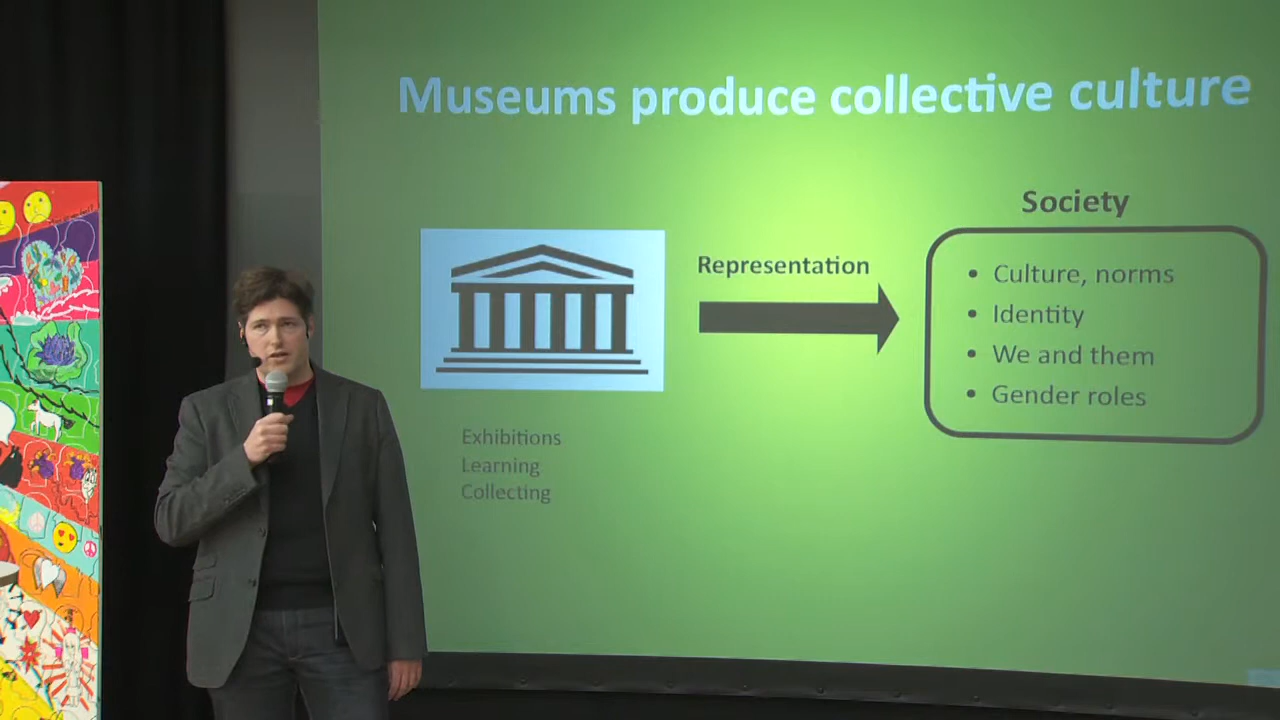 Museums produce collective culture
Society
Representation
• Culture, norms
• Identity
• We and them
• Gender roles
Exhibitions
Learning
Collecting